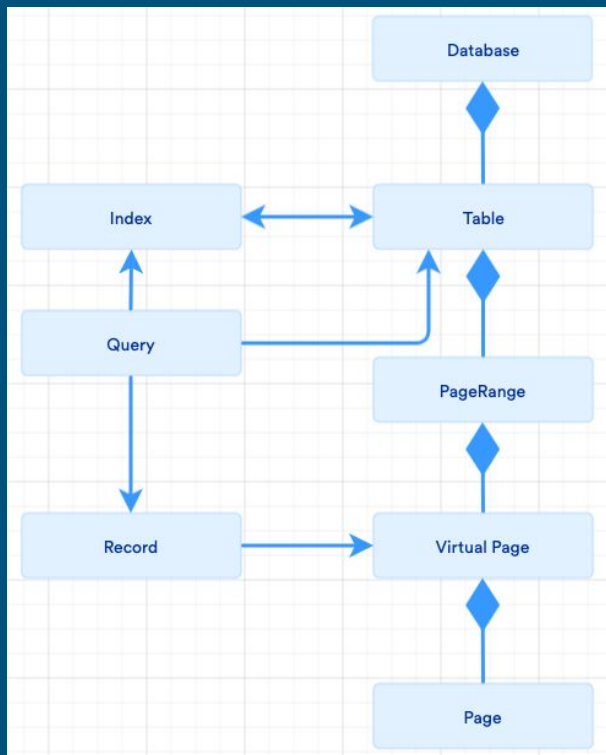 Database
Index
Table
Query
PageRange
Record
Virtual Page
Page